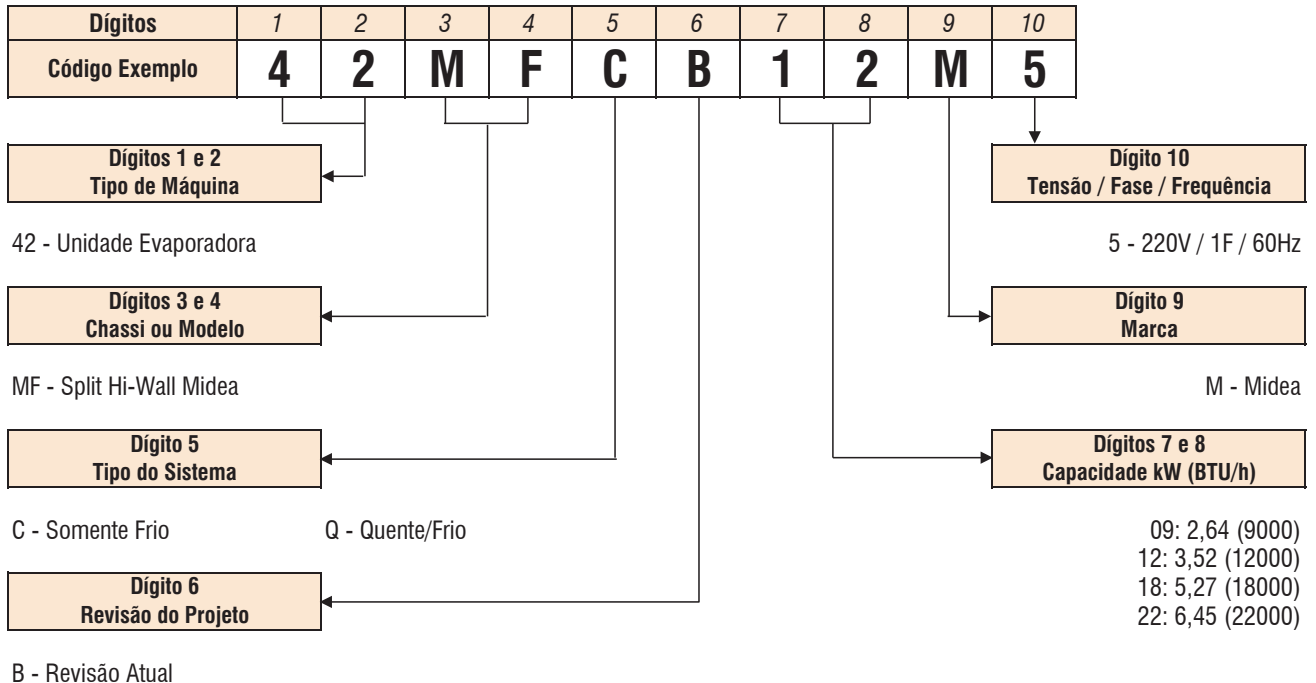 Dígitos 1 2 3 4 5 6 7 8 9 10
Código Exemplo 4 2 M F C B 1 2 M 5
Dígitos 1 e 2
Tipo de Máquina
42 - Unidade Evaporadora
Dígitos 3 e 4
Chassi ou Modelo
MF - Split Hi-Wall Midea
Dígito 5
Tipo do Sistema
C - Somente Frio Q - Quente/Frio
Dígito 6
Revisão do Projeto
B - Revisão Atual
Dígito 10
Tensão / Fase / Frequência
5 - 220V / 1F / 60Hz
Dígito 9
Marca
M - Midea
Dígitos 7 e 8
Capacidade kW (BTU/h)
09: 2,64 (9000)
12: 3,52 (12000)
18: 5,27 (18000)
22: 6,45 (22000)